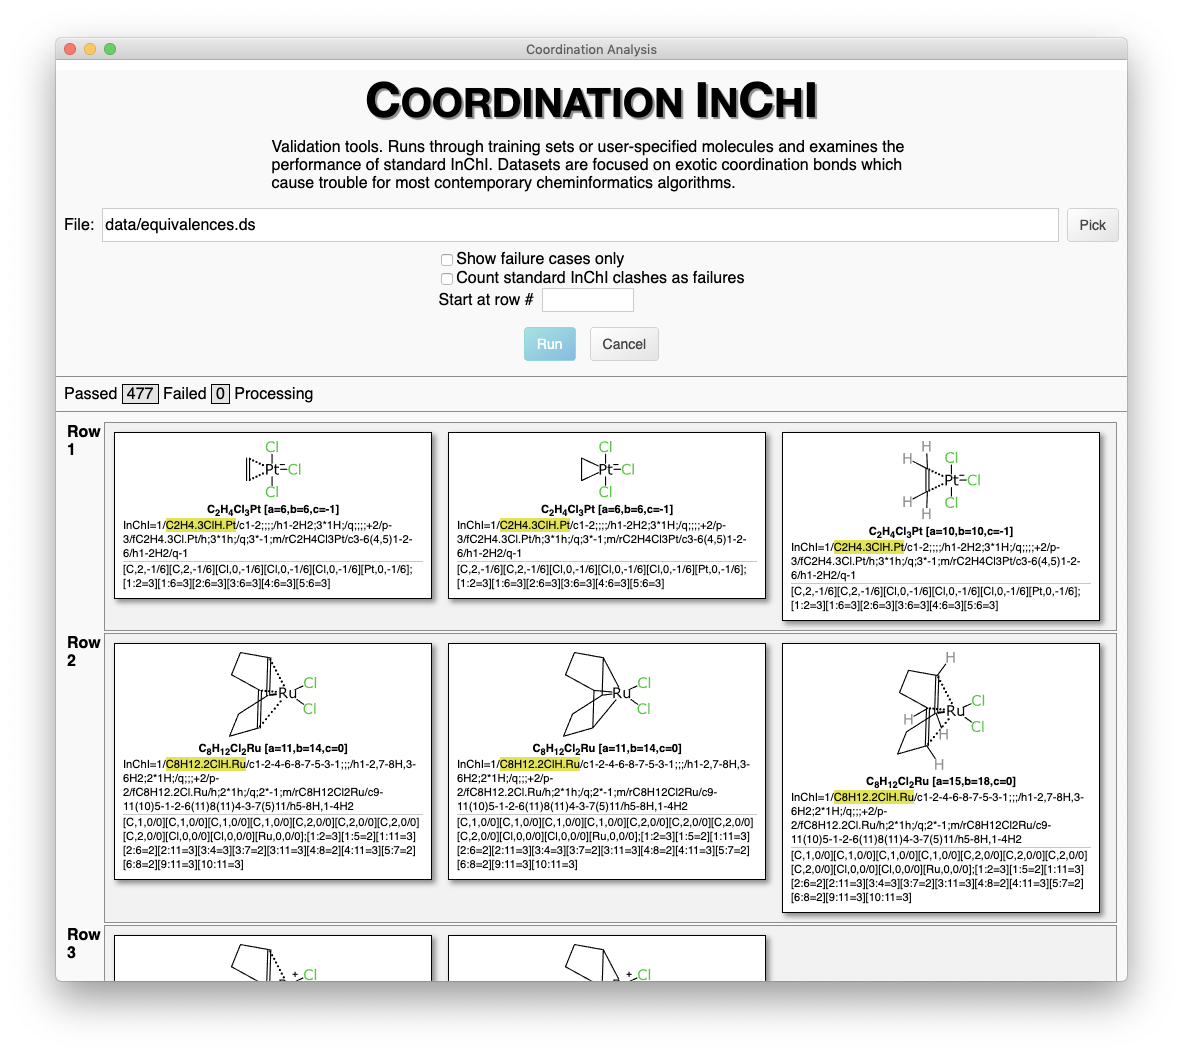 Coordination Analysis
COORDINATION INCHI
Validation tools. Runs through training sets or user-specified molecules and examines the
performance of standard InChI. Datasets are focused on exotic coordination bonds which
cause trouble for most contemporary cheminformatics algorithms.
File: data/equivalences.ds Pick
Show failure cases only
Count standard InChI clashes as failures
Start at row #
Run Cancel
Passed 477 Failed 0 Processing
Row
1
Cl
Pt−Cl
Cl
C2H4Cl3Pt [a=6,b=6,c=-1]
InChI=1/C2H4.3ClH.Pt/c1-2;;;;/h1-2H2;3*1H;/q;;;;+2/p-
3/fC2H4.3Cl.Pt/h;3*1h;/q;3*-1;m/rC2H4Cl3Pt/c3-6(4,5)1-2-
6/h1-2H2/q-1
[C,2,-1/6][C,2,-1/6][Cl,0,-1/6][Cl,0,-1/6][Cl,0,-1/6][Pt,0,-1/6];
[1:2=3][1:6=3][2:6=3][3:6=3][4:6=3][5:6=3]
Cl
Pt−Cl
Cl
C2H4Cl3Pt [a=6,b=6,c=-1]
InChI=1/C2H4.3ClH.Pt/c1-2;;;;/h1-2H2;3*1H;/q;;;;+2/p-
3/fC2H4.3Cl.Pt/h;3*1h;/q;3*-1;m/rC2H4Cl3Pt/c3-6(4,5)1-2-
6/h1-2H2/q-1
[C,2,-1/6][C,2,-1/6][Cl,0,-1/6][Cl,0,-1/6][Cl,0,-1/6][Pt,0,-1/6];
[1:2=3][1:6=3][2:6=3][3:6=3][4:6=3][5:6=3]
H
H Cl
Pt−Cl
H Cl
H
C2H4Cl3Pt [a=10,b=10,c=-1]
InChI=1/C2H4.3ClH.Pt/c1-2;;;;/h1-2H2;3*1H;/q;;;;+2/p-
3/fC2H4.3Cl.Pt/h;3*1h;/q;3*-1;m/rC2H4Cl3Pt/c3-6(4,5)1-2-
6/h1-2H2/q-1
[C,2,-1/6][C,2,-1/6][Cl,0,-1/6][Cl,0,-1/6][Cl,0,-1/6][Pt,0,-1/6];
[1:2=3][1:6=3][2:6=3][3:6=3][4:6=3][5:6=3]
Row
2
Cl
Ru
Cl
C8H12Cl2Ru [a=11,b=14,c=0]
InChI=1/C8H12.2ClH.Ru/c1-2-4-6-8-7-5-3-1;;;/h1-2,7-8H,3-
6H2;2*1H;/q;;;+2/p-
2/fC8H12.2Cl.Ru/h;2*1h;/q;2*-1;m/rC8H12Cl2Ru/c9-
11(10)5-1-2-6(11)8(11)4-3-7(5)11/h5-8H,1-4H2
[C,1,0/0][C,1,0/0][C,1,0/0][C,1,0/0][C,2,0/0][C,2,0/0][C,2,0/0]
[C,2,0/0][Cl,0,0/0][Cl,0,0/0][Ru,0,0/0];[1:2=3][1:5=2][1:11=3]
[2:6=2][2:11=3][3:4=3][3:7=2][3:11=3][4:8=2][4:11=3][5:7=2]
[6:8=2][9:11=3][10:11=3]
Cl
Ru
Cl
C8H12Cl2Ru [a=11,b=14,c=0]
InChI=1/C8H12.2ClH.Ru/c1-2-4-6-8-7-5-3-1;;;/h1-2,7-8H,3-
6H2;2*1H;/q;;;+2/p-
2/fC8H12.2Cl.Ru/h;2*1h;/q;2*-1;m/rC8H12Cl2Ru/c9-
11(10)5-1-2-6(11)8(11)4-3-7(5)11/h5-8H,1-4H2
[C,1,0/0][C,1,0/0][C,1,0/0][C,1,0/0][C,2,0/0][C,2,0/0][C,2,0/0]
[C,2,0/0][Cl,0,0/0][Cl,0,0/0][Ru,0,0/0];[1:2=3][1:5=2][1:11=3]
[2:6=2][2:11=3][3:4=3][3:7=2][3:11=3][4:8=2][4:11=3][5:7=2]
[6:8=2][9:11=3][10:11=3]
H
Cl
Ru
H Cl
H
H
C8H12Cl2Ru [a=15,b=18,c=0]
InChI=1/C8H12.2ClH.Ru/c1-2-4-6-8-7-5-3-1;;;/h1-2,7-8H,3-
6H2;2*1H;/q;;;+2/p-
2/fC8H12.2Cl.Ru/h;2*1h;/q;2*-1;m/rC8H12Cl2Ru/c9-
11(10)5-1-2-6(11)8(11)4-3-7(5)11/h5-8H,1-4H2
[C,1,0/0][C,1,0/0][C,1,0/0][C,1,0/0][C,2,0/0][C,2,0/0][C,2,0/0]
[C,2,0/0][Cl,0,0/0][Cl,0,0/0][Ru,0,0/0];[1:2=3][1:5=2][1:11=3]
[2:6=2][2:11=3][3:4=3][3:7=2][3:11=3][4:8=2][4:11=3][5:7=2]
[6:8=2][9:11=3][10:11=3]
Row
3
+ Cl
+ Cl